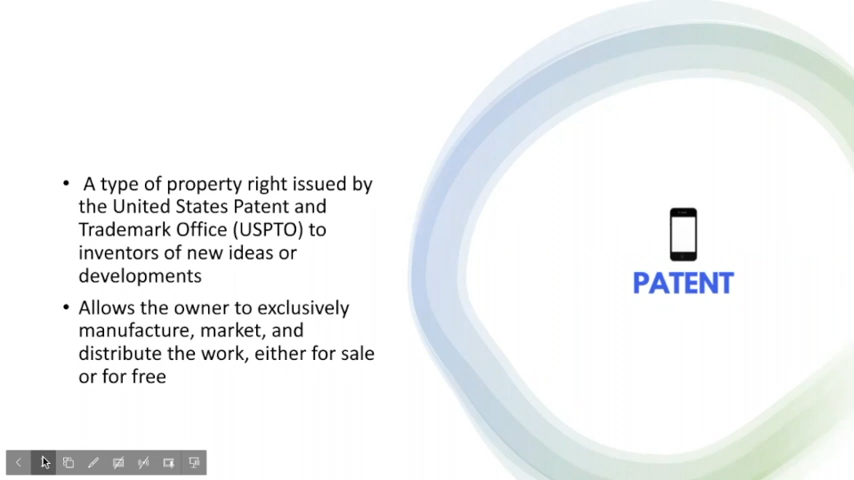 • A type of property right issued by
the United States Patent and
Trademark Office (USPTO) to
inventors of new ideas or
developments
• Allows the owner to exclusively
manufacture, market, and
distribute the work, either for sale
or for free
PATENT